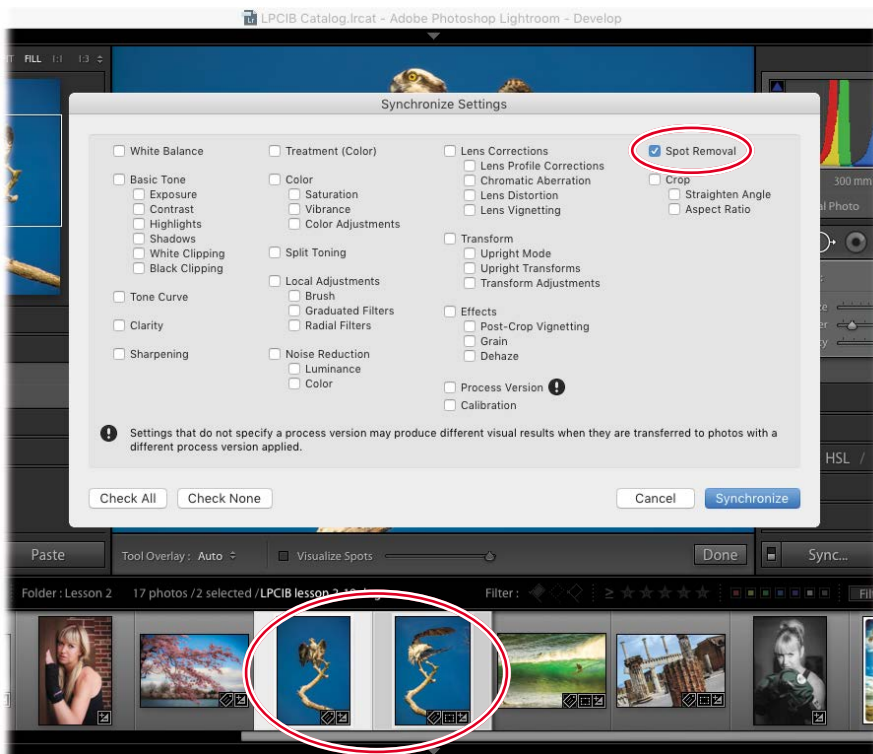 LPCIB Catalog.lrcat - Adobe Photoshop Lightroom - Develop
FILL 1:1 1:3
Synchronize Settings
White Balance
Basic Tone
Exposure
Contrast
Highlights
Shadows
White Clipping
Black Clipping
Tone Curve
Clarity
Sharpening
Treatment (Color)
Color
Saturation
Vibrance
Color Adjustments
Split Toning
Local Adjustments
Brush
Graduated Filters
Radial Filters
Noise Reduction
Luminance
Color
Lens Corrections
Lens Profile Corrections
Chromatic Aberration
Lens Distortion
Lens Vignetting
Transform
Upright Mode
Upright Transforms
Transform Adjustments
Effects
Post-Crop Vignetting
Grain
Dehaze
Process Version
Calibration
Spot Removal
Crop
Straighten Angle
Aspect Ratio
300 mm
Photo
Settings that do not specify a process version may produce different visual results when they are transferred to photos with a
different process version applied.
HSL /
Check All Check None Cancel Synchronize
Paste Tool Overlay : Auto Visualize Spots Done Sync...
Folder : Lesson 2 17 photos /2 selected /LPCIB lesson Filter :